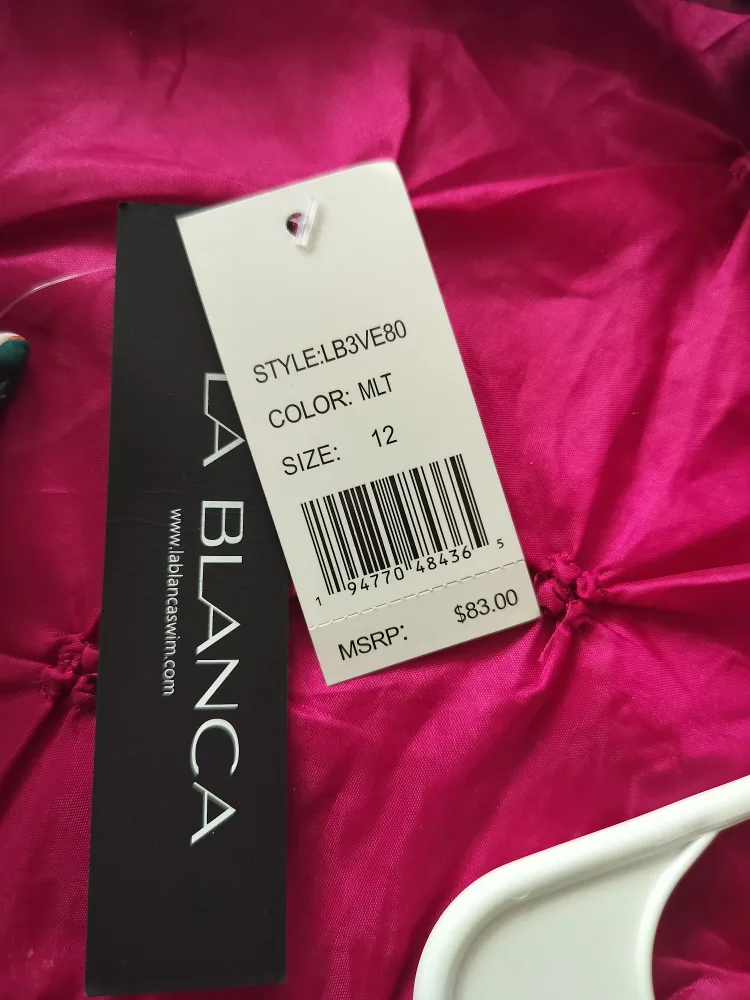 STYLE:LB3VE80
COLOR: MLT
SIZE: 12
1 94770 48436 5
MSRP: $83.00
LA BLANCA
www.lablancaswim.com